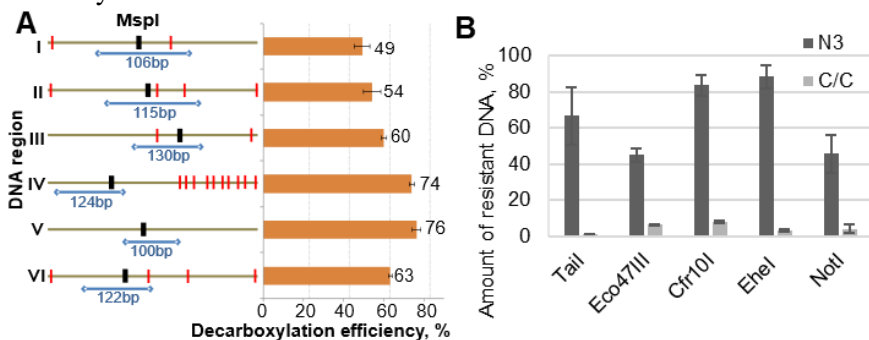 A
MspI
DNA region
I
106bp
49
II
115bp
54
III
130bp
60
IV
124bp
74
V
100bp
76
VI
122bp
63
0 20 40 60 80
Decarboxylation efficiency, %
B
N3
C/C
Amount of resistant DNA, %
100
80
60
40
20
0
TaiI
Eco47III
Cfr10I
EheI
NotI